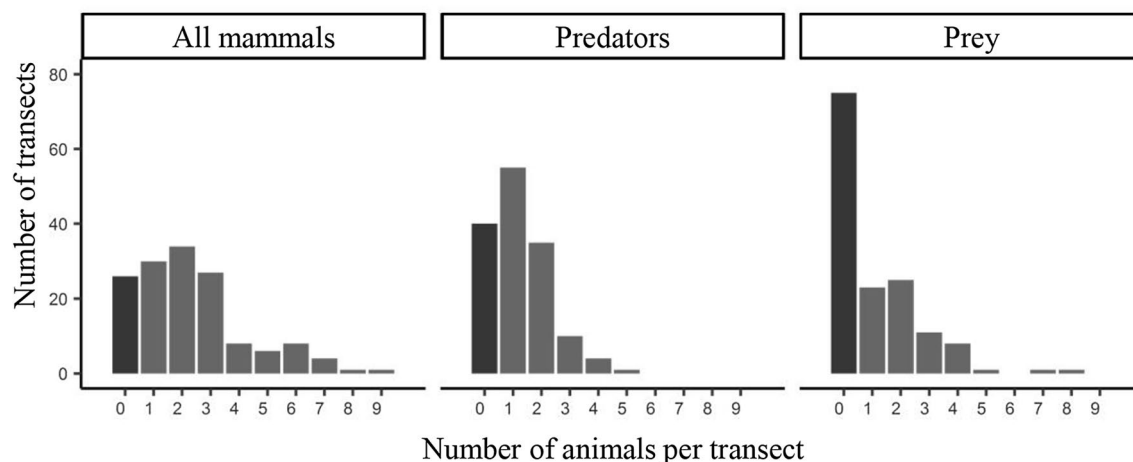 All mammals Predators Prey
Number of transects
80
60
40
20
0
0 1 2 3 4 5 6 7 8 9 0 1 2 3 4 5 6 7 8 9 0 1 2 3 4 5 6 7 8 9
Number of animals per transect